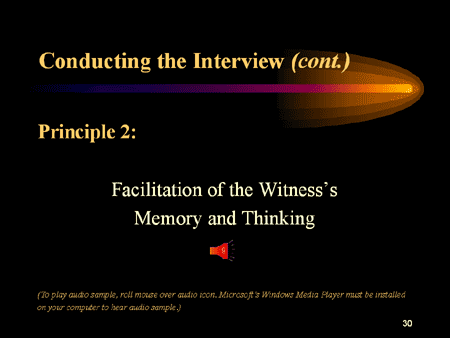 Conducting the Interview (cont.)
Principle 2:
Facilitation of the Witness's
Memory and Thinking
(To play audio sample, roll mouse over audio icon. Microsoft's Windows Media Player must be installed
on your computer to hear audio sample.)
30